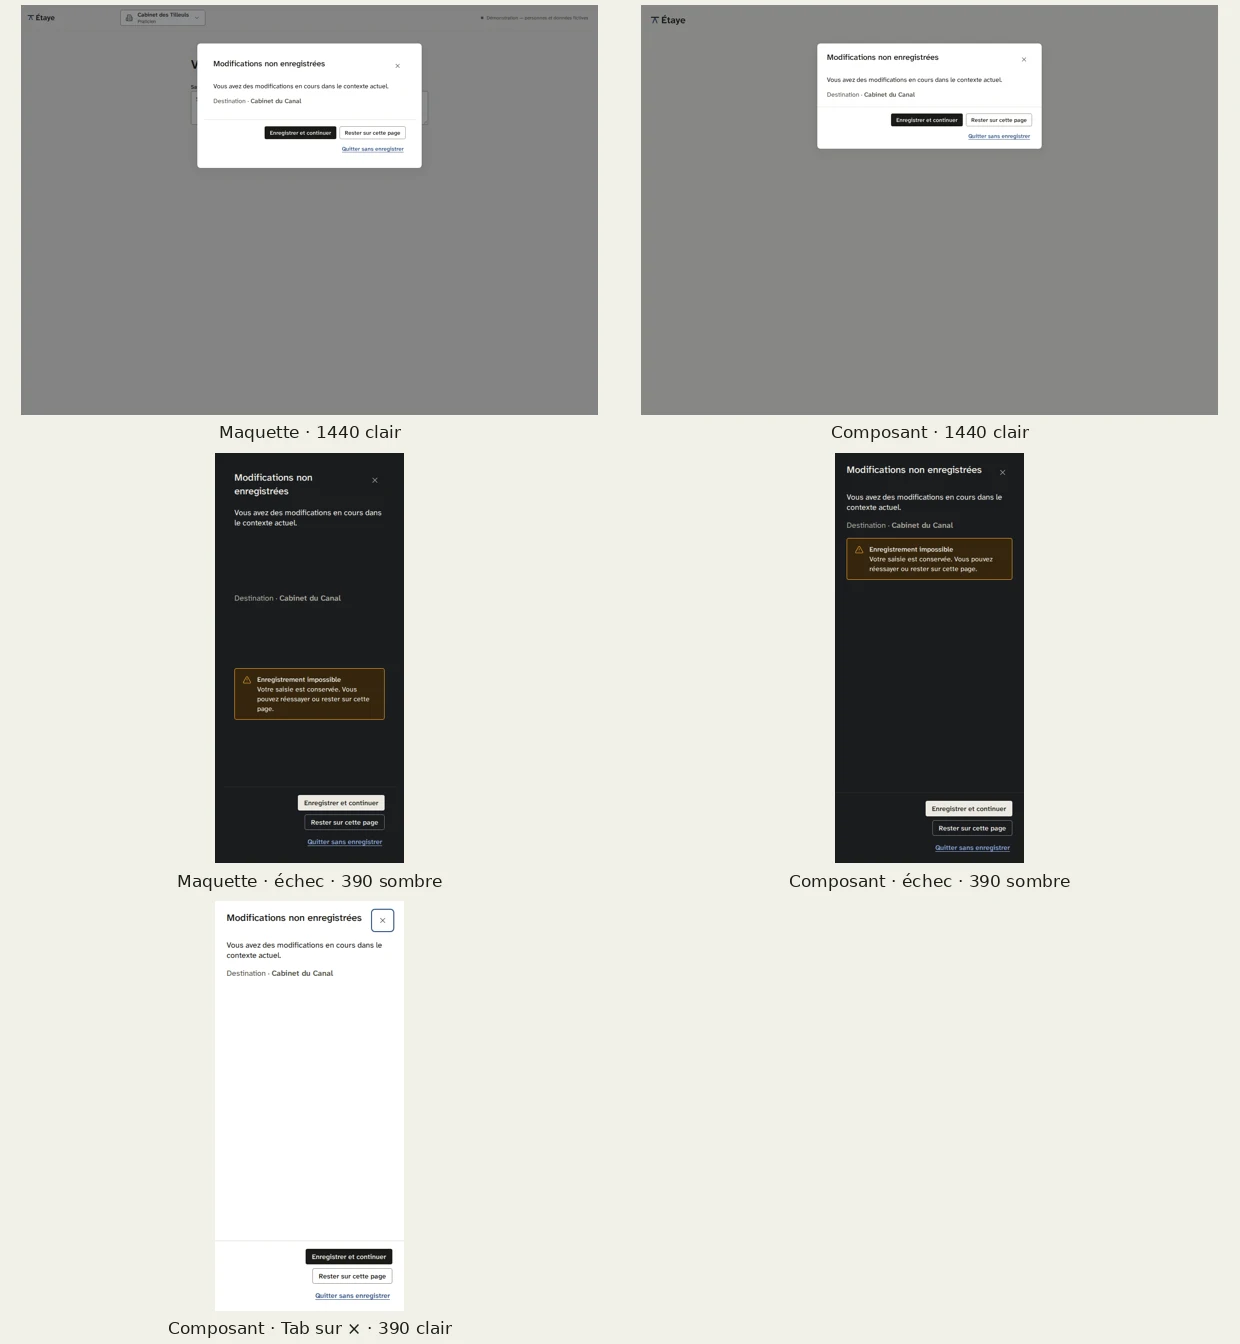 Étaye
Cabinet des Tilleuls
Praticien
Démonstration — personnes et données fictives
V
Modifications non enregistrées
×
Vous avez des modifications en cours dans le contexte actuel.
Destination · Cabinet du Canal
Enregistrer et continuer
Rester sur cette page
Quitter sans enregistrer
Maquette · 1440 clair
Étaye
Modifications non enregistrées
×
Vous avez des modifications en cours dans le contexte actuel.
Destination · Cabinet du Canal
Enregistrer et continuer
Rester sur cette page
Quitter sans enregistrer
Composant · 1440 clair
Modifications non
enregistrées
×
Vous avez des modifications en cours dans
le contexte actuel.
Destination · Cabinet du Canal
Enregistrement impossible
Votre saisie est conservée. Vous
pouvez réessayer ou rester sur cette
page.
Enregistrer et continuer
Rester sur cette page
Quitter sans enregistrer
Maquette · échec · 390 sombre
Modifications non enregistrées
×
Vous avez des modifications en cours dans le
contexte actuel.
Destination · Cabinet du Canal
Enregistrement impossible
Votre saisie est conservée. Vous pouvez
réessayer ou rester sur cette page.
Enregistrer et continuer
Rester sur cette page
Quitter sans enregistrer
Composant · échec · 390 sombre
Modifications non enregistrées
×
Vous avez des modifications en cours dans le
contexte actuel.
Destination · Cabinet du Canal
Enregistrer et continuer
Rester sur cette page
Quitter sans enregistrer
Composant · Tab sur × · 390 clair